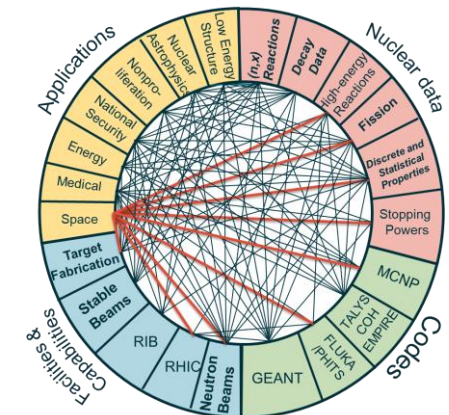 Applications
Low Energy
Structure
Nuclear
Astrophysics
Nonpro-
liferation
National
Security
Energy
Medical
Space
Nuclear data
(n,x)
Reactions
Decay
Data
High-energy
Reactions
Fission
Discrete and
Statistical
Properties
Stopping
Powers
Codes
MCNP
TALYS
COH
EMPIRE
FLUKA
/PHITS
GEANT
Facilities &
Capabilities
Neutron
Beams
RHIC
RIB
Stable
Beams
Target
Fabrication